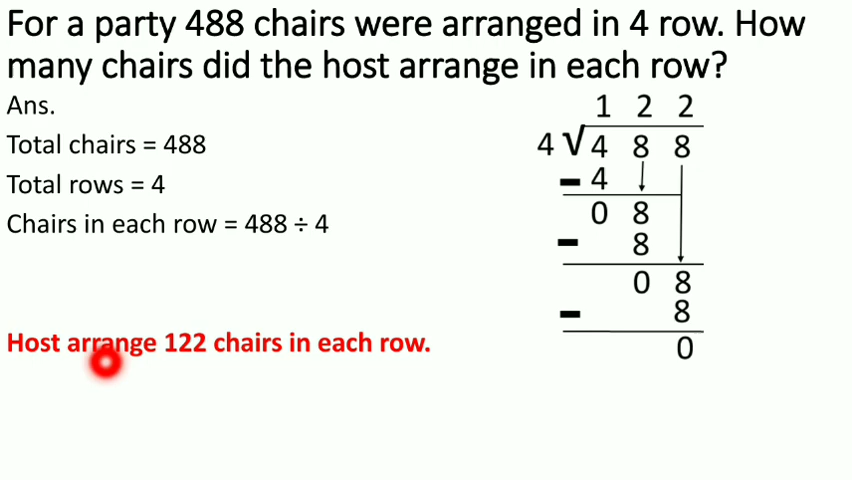 For a party 488 chairs were arranged in 4 row. How
many chairs did the host arrange in each row?
Ans.
Total chairs = 488
Total rows = 4
Chairs in each row = 488 ÷ 4
Host arrange 122 chairs in each row.
1 2 2
4 √ 4 8 8
- 4
0 8
- 8
0 8
- 8
0